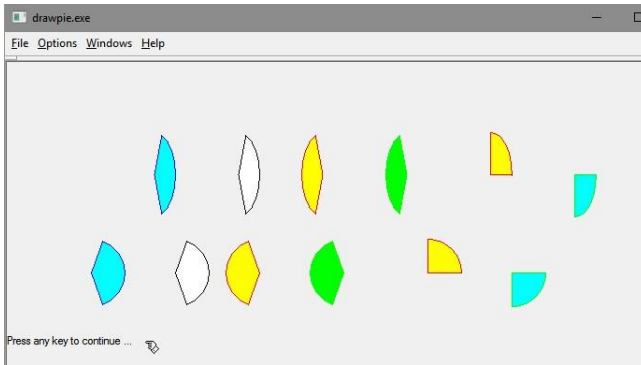 drawpie.exe
File Options Windows Help
Press any key to continue ...